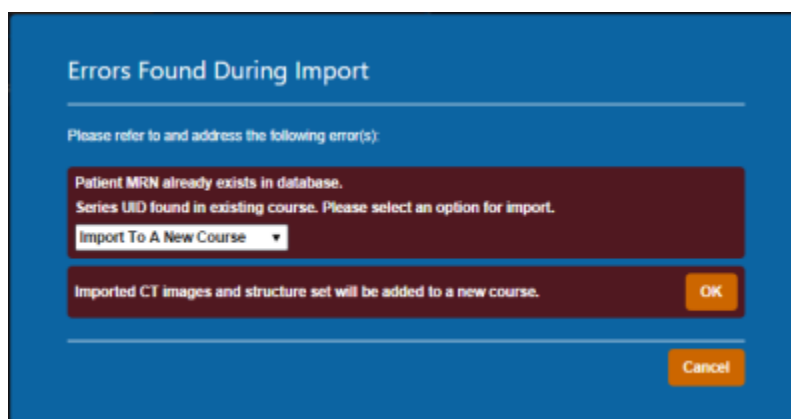 Errors Found During Import
Please refer to and address the following error(s):
Patient MRN already exists in database.
Series UID found in existing course. Please select an option for import.
Import To A New Course
Imported CT images and structure set will be added to a new course.
OK
Cancel